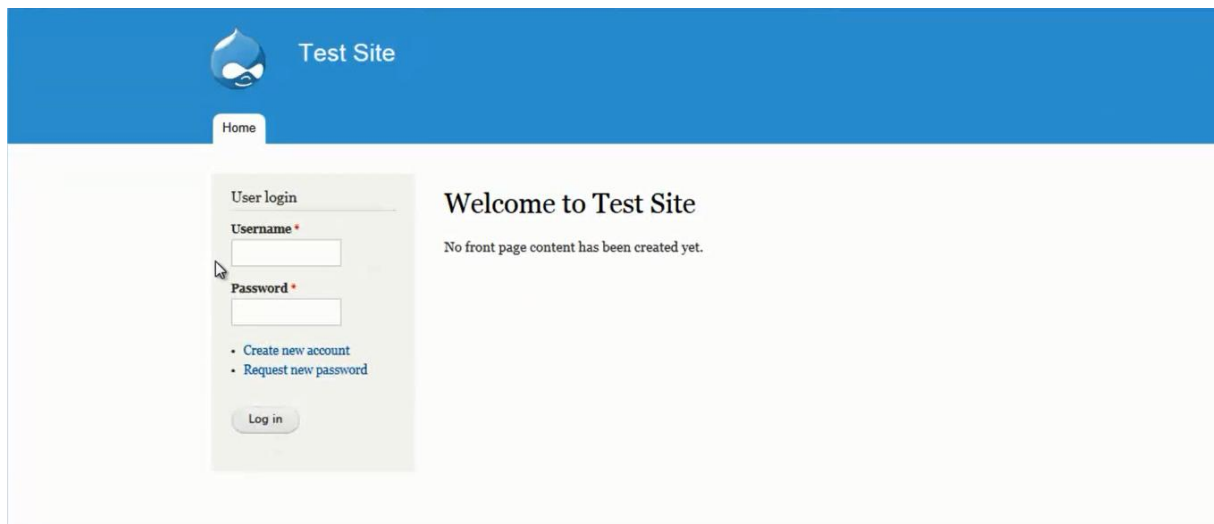 Test Site
Home
User login
Username *
Password *
• Create new account
• Request new password
Log in
Welcome to Test Site
No front page content has been created yet.